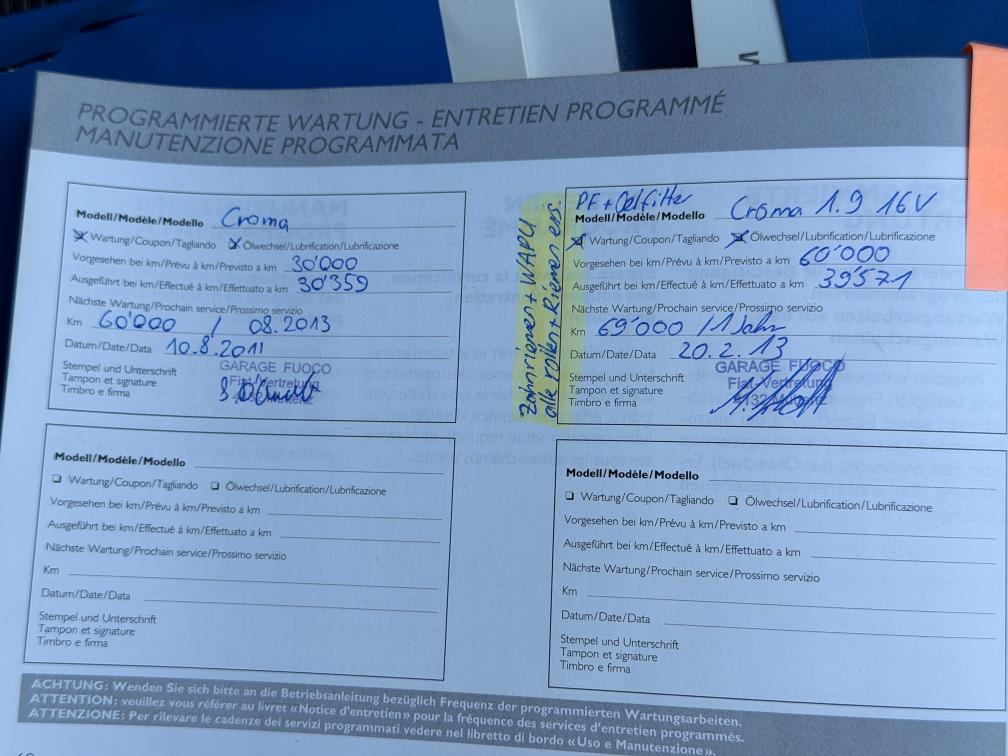 PROGRAMMIERTE WARTUNG - ENTRETIEN PROGRAMMÉ
MANUTENZIONE PROGRAMMATA
Modell/Modèle/Modello Croma
Wartung/Coupon/Tagliando Ölwechsel/Lubrification/Lubrificazione
Vorgesehen bei km/Prévu à km/Previsto a km 30'000
Ausgeführt bei km/Effectué à km/Effettuato a km 30'359
Nächste Wartung/Prochain service/Prossimo servizio
Km 60'000 / 08.2013
Datum/Date/Data 10.8.2011
Stempel und Unterschrift
Tampon et signature
Timbro e firma
GARAGE FUOCO
Fiat-Vertretung
Zahnriemen + WAPU
alle rollen + Riemen ers.
PF + Oelfilter
Modell/Modèle/Modello Croma 1.9 16V
Wartung/Coupon/Tagliando Ölwechsel/Lubrification/Lubrificazione
Vorgesehen bei km/Prévu à km/Previsto a km 60'000
Ausgeführt bei km/Effectué à km/Effettuato a km 39'571
Nächste Wartung/Prochain service/Prossimo servizio
Km 69'000 / 1 Jahr
Datum/Date/Data 20.2.13
Stempel und Unterschrift
Tampon et signature
Timbro e firma
GARAGE FUOCO
Fiat-Vertretung
4132 Muttenz
Modell/Modèle/Modello
Wartung/Coupon/Tagliando Ölwechsel/Lubrification/Lubrificazione
Vorgesehen bei km/Prévu à km/Previsto a km
Ausgeführt bei km/Effectué à km/Effettuato a km
Nächste Wartung/Prochain service/Prossimo servizio
Km
Datum/Date/Data
Stempel und Unterschrift
Tampon et signature
Timbro e firma
Modell/Modèle/Modello
Wartung/Coupon/Tagliando Ölwechsel/Lubrification/Lubrificazione
Vorgesehen bei km/Prévu à km/Previsto a km
Ausgeführt bei km/Effectué à km/Effettuato a km
Nächste Wartung/Prochain service/Prossimo servizio
Km
Datum/Date/Data
Stempel und Unterschrift
Tampon et signature
Timbro e firma
ACHTUNG: Wenden Sie sich bitte an die Betriebsanleitung bezüglich Frequenz der programmierten Wartungsarbeiten.
ATTENTION: veuillez vous référer au livret «Notice d'entretien» pour la fréquence des services d'entretien programmés.
ATTENZIONE: Per rilevare le cadenze dei servizi programmati vedere nel libretto di bordo «Uso e Manutenzione».